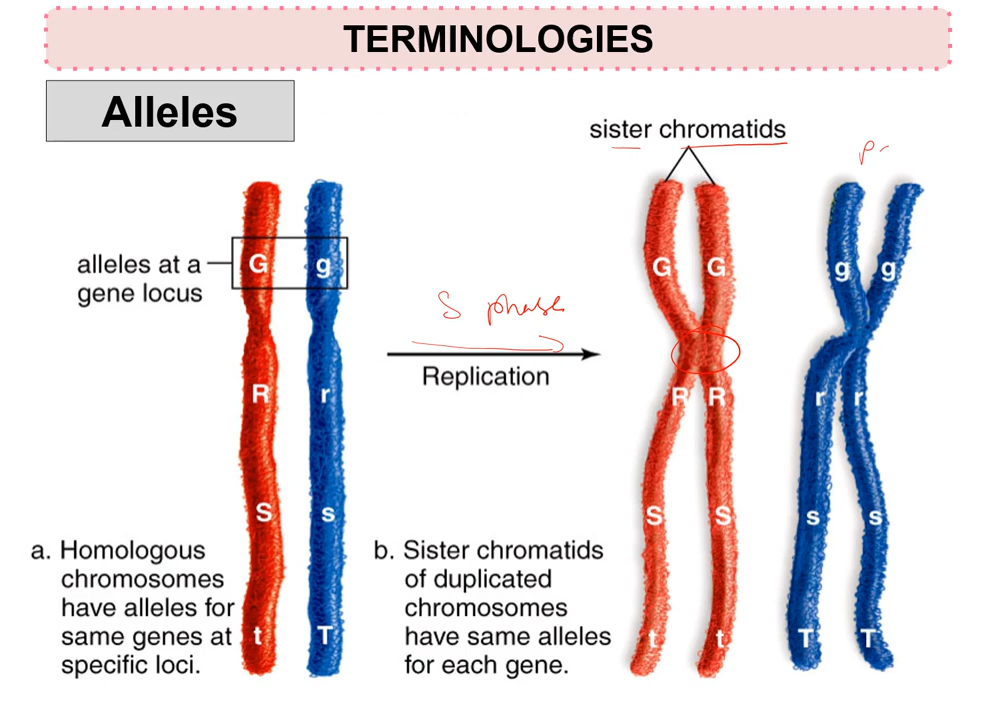 TERMINOLOGIES
Alleles
sister chromatids
alleles at a
gene locus
G g
G G
g g
S phase
Replication
R r
R R
r r
S s
S S
s s
a. Homologous
chromosomes
have alleles for
same genes at
specific loci.
t T
b. Sister chromatids
of duplicated
chromosomes
have same alleles
for each gene.
t t
T T